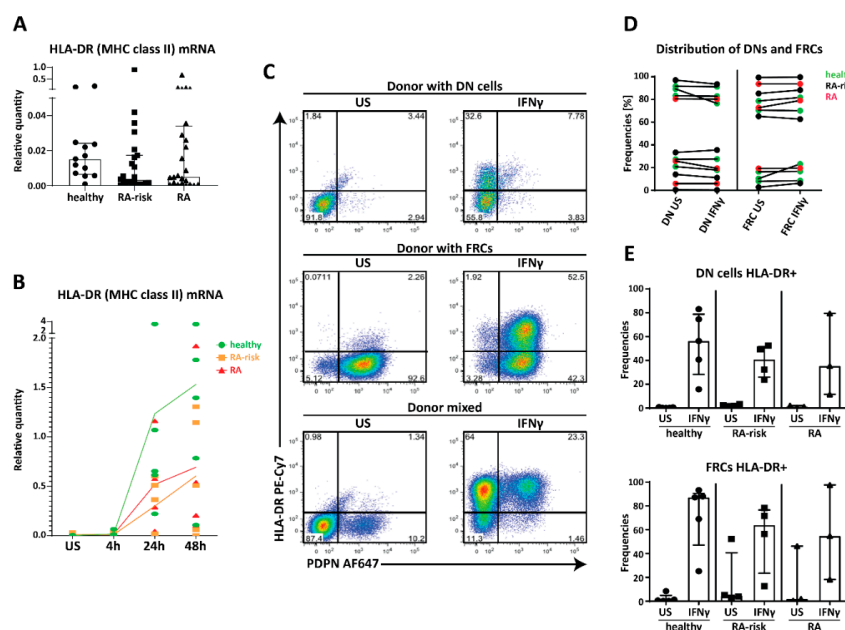 A
HLA-DR (MHC class II) mRNA
Relative quantity
1.0
0.5
0.04
0.02
0.00
healthy RA-risk RA
B
HLA-DR (MHC class II) mRNA
Relative quantity
4
2
2.0
1.5
1.0
0.5
0.0
US 4h 24h 48h
healthy
RA-risk
RA
C
Donor with DN cells
US IFNγ
1.84 3.44 32.6 7.78
91.8 2.94 55.8 3.83
Donor with FRCs
US IFNγ
0.0711 2.26 1.92 52.5
5.12 92.6 3.28 42.3
Donor mixed
US IFNγ
0.98 1.34 64 23.3
87.4 10.2 11.3 1.46
HLA-DR PE-Cy7
PDPN AF647
D
Distribution of DNs and FRCs
Frequencies [%]
100
80
60
40
20
0
DN US
DN IFNγ
FRC US
FRC IFNγ
RA
E
DN cells HLA-DR+
Frequencies
100
80
60
40
20
0
US IFNγ US IFNγ US IFNγ
healthy RA-risk RA
FRCs HLA-DR+
Frequencies
100
80
60
40
20
0
US IFNγ US IFNγ US IFNγ
healthy RA-risk RA